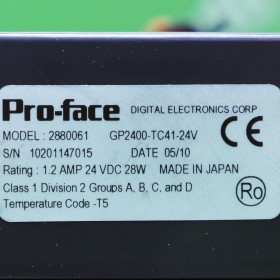 Pro-face DIGITAL ELECTRONICS CORP.
MODEL : 2880061 GP2400-TC41-24V
S/N 10201147015 DATE 05/10
Rating : 1.2 AMP 24 VDC 28W MADE IN JAPAN
Class 1 Division 2 Groups A, B, C, and D
Temperature Code -T5
CE
Ro